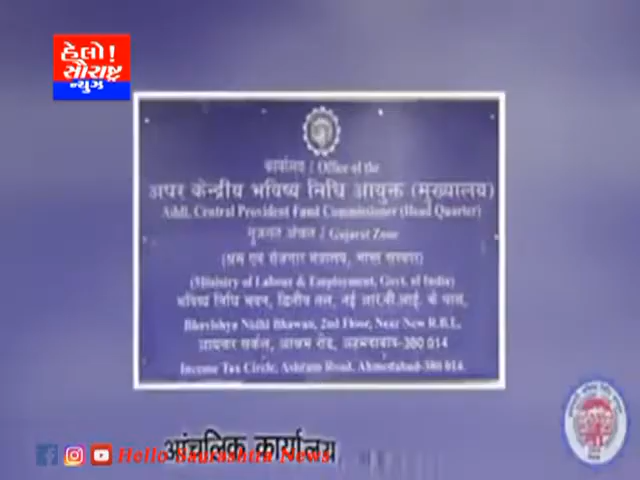 હેલો!
સૌરાષ્ટ્ર
ન્યુઝ
कार्यालय / Office of the
अपर केन्द्रीय भविष्य निधि आयुक्त (मुख्यालय)
Addl. Central Provident Fund Commissioner (Head Quarter)
गुजरात अंचल / Gujarat Zone
(श्रम एवं रोजगार मंत्रालय, भारत सरकार)
(Ministry of Labour & Employment, Govt. of India)
भविष्य निधि भवन, द्वितीय तल, नई आर.बी.आई. के पास,
Bhavishya Nidhi Bhawan, 2nd Floor, Near New R.B.I.,
आयकर सर्कल, आश्रम रोड, अहमदाबाद-380 014
Income Tax Circle, Ashram Road, Ahmedabad-380 014.
आंचलिक कार्यालय
Hello Saurashtra News